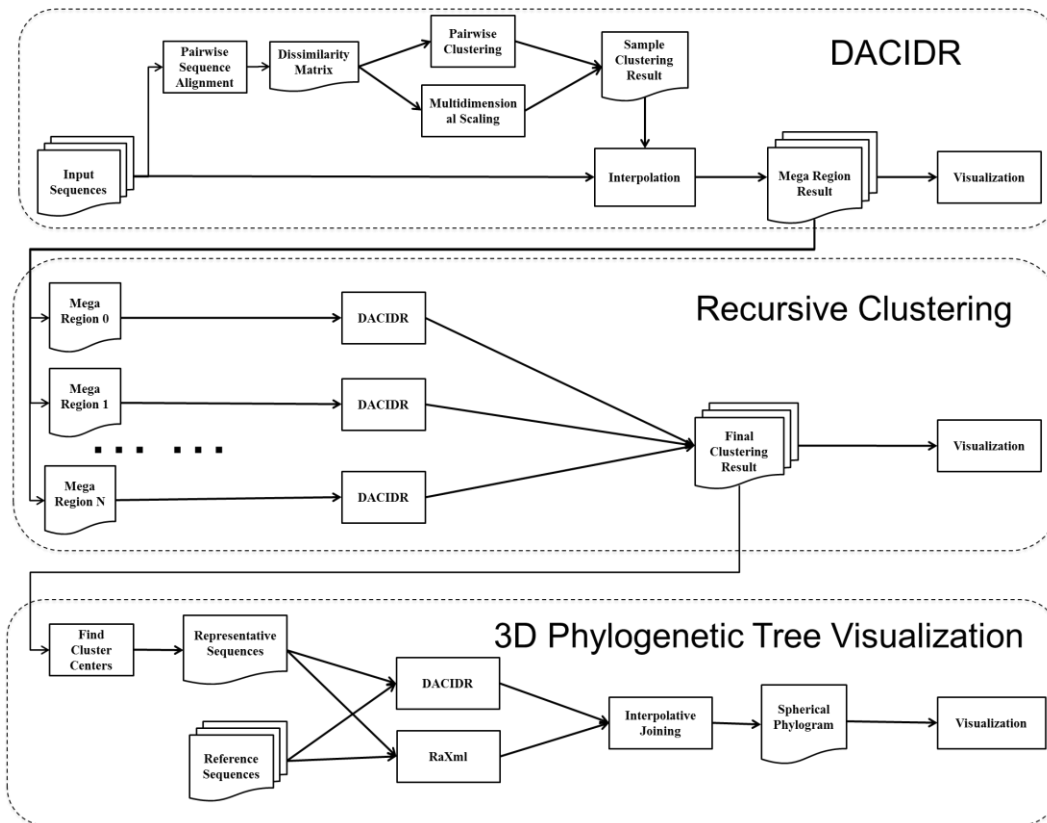 DACIDR
Pairwise
Sequence
Alignment
Dissimilarity
Matrix
Pairwise
Clustering
Multidimension
al Scaling
Sample
Clustering
Result
Input
Sequences
Interpolation
Mega Region
Result
Visualization
Recursive Clustering
Mega
Region 0
DACIDR
Mega
Region 1
DACIDR
Mega
Region N
DACIDR
Final
Clustering
Result
Visualization
3D Phylogenetic Tree Visualization
Find
Cluster
Centers
Representative
Sequences
Reference
Sequences
DACIDR
RaXml
Interpolative
Joining
Spherical
Phylogram
Visualization